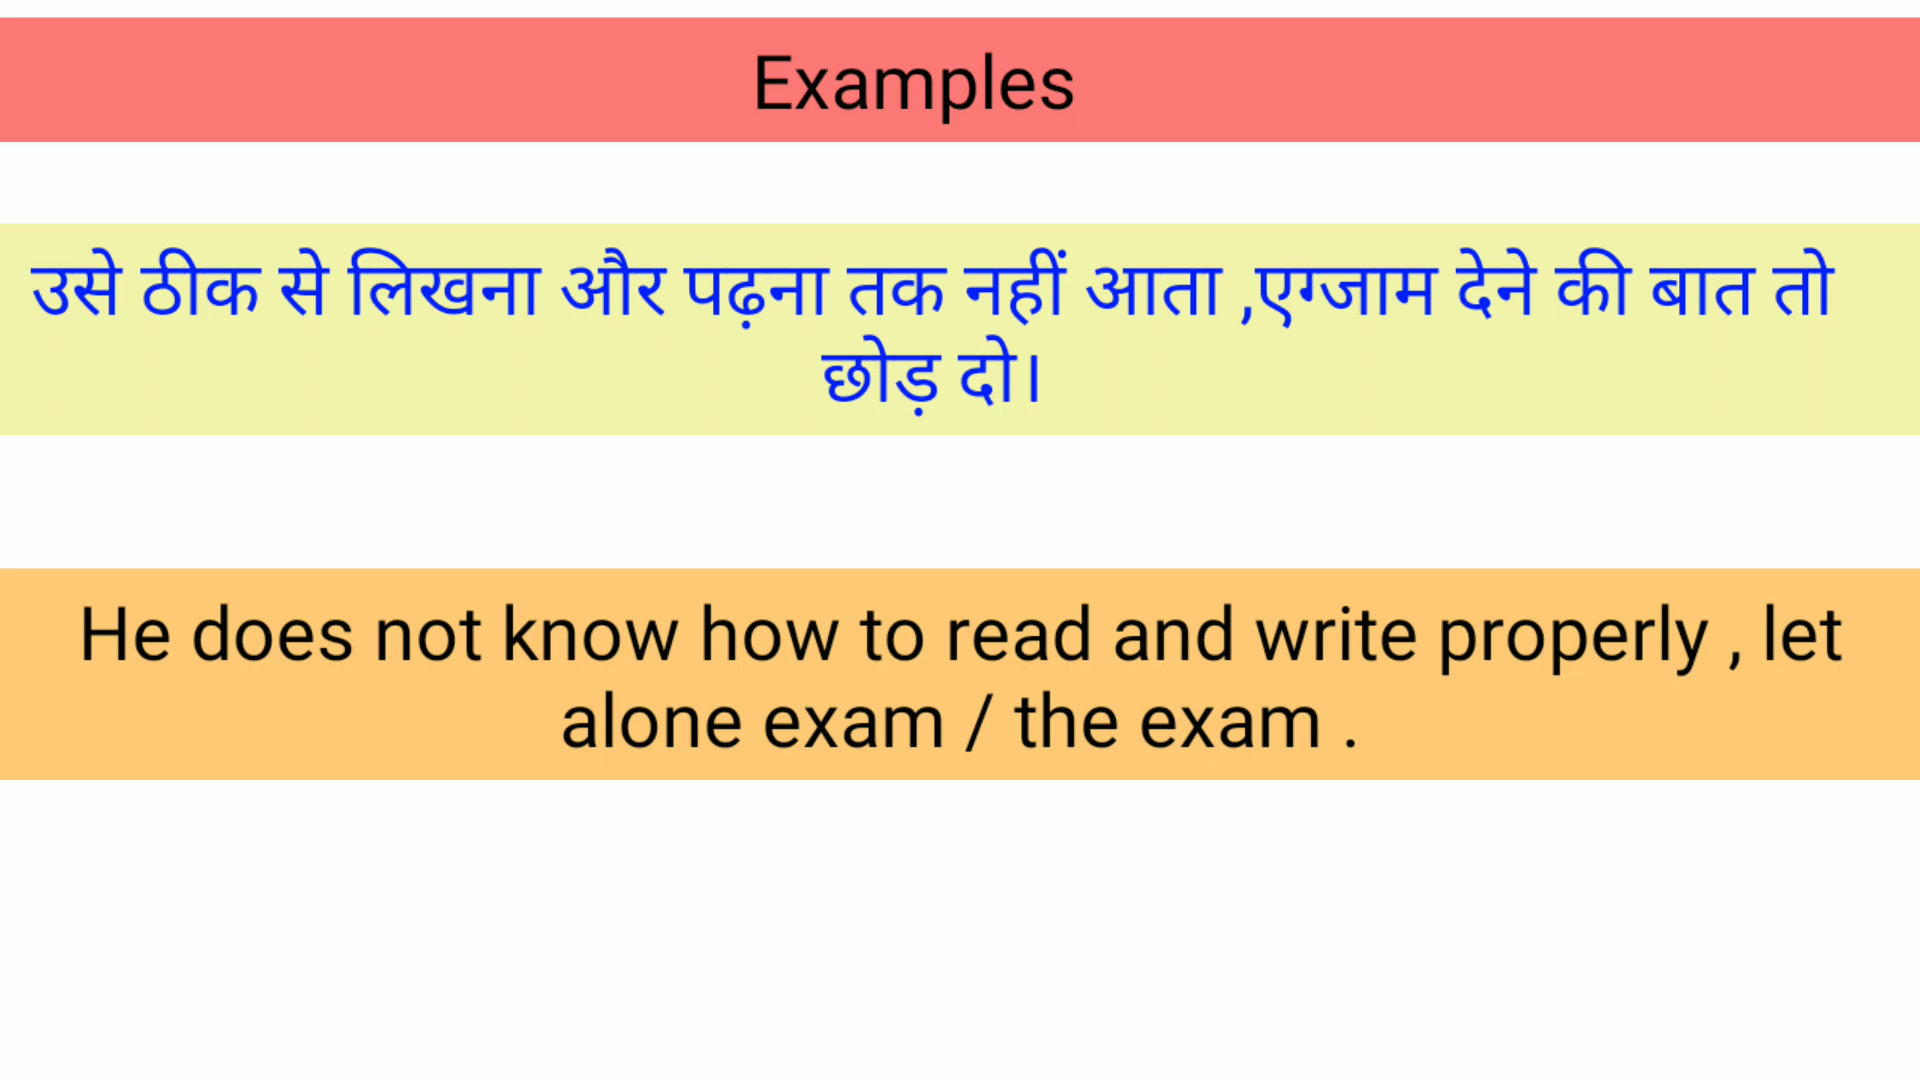 Examples
उसे ठीक से लिखना और पढ़ना तक नहीं आता ,एग्जाम देने की बात तो
छोड़ दो।
He does not know how to read and write properly , let
alone exam / the exam .